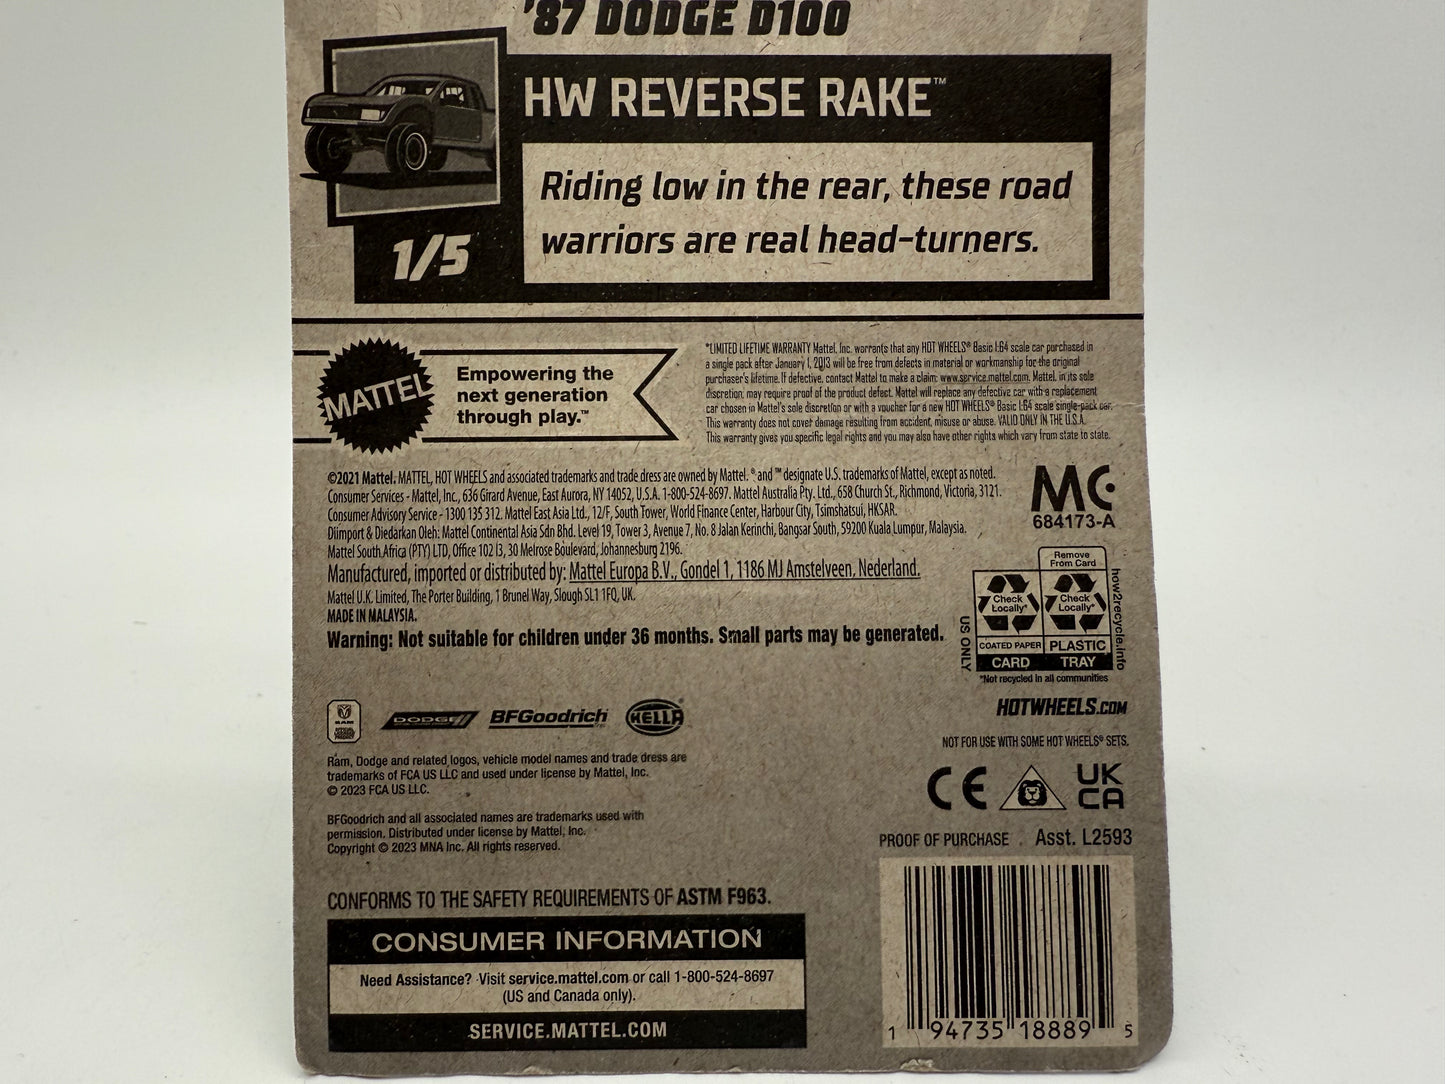 '87 DODGE D100
HW REVERSE RAKE™
Riding low in the rear, these road
warriors are real head-turners.
1/5
MATTEL
Empowering the
next generation
through play.™
*LIMITED LIFETIME WARRANTY Mattel, Inc. warrants that any HOT WHEELS® Basic 1:64 scale car purchased in
a single pack after January 1, 2013 will be free from defects in material or workmanship for the original
purchaser's lifetime. If defective, contact Mattel to make a claim: www.service.mattel.com. Mattel, in its sole
discretion, may require proof of the product defect. Mattel will replace any defective car with a replacement
car chosen in Mattel's sole discretion or with a voucher for a new HOT WHEELS® Basic 1:64 scale single-pack car.
This warranty does not cover damage resulting from accident, misuse or abuse. VALID ONLY IN THE U.S.A.
This warranty gives you specific legal rights and you may also have other rights which vary from state to state.
©2021 Mattel. MATTEL, HOT WHEELS and associated trademarks and trade dress are owned by Mattel. ® and ™ designate U.S. trademarks of Mattel, except as noted.
Consumer Services - Mattel, Inc., 636 Girard Avenue, East Aurora, NY 14052, U.S.A. 1-800-524-8697. Mattel Australia Pty. Ltd., 658 Church St., Richmond, Victoria, 3121.
Consumer Advisory Service - 1300 135 312. Mattel East Asia Ltd., 12/F, South Tower, World Finance Center, Harbour City, Tsimshatsui, HKSAR.
Diimport & Diedarkan Oleh: Mattel Continental Asia Sdn Bhd. Level 19, Tower 3, Avenue 7, No. 8 Jalan Kerinchi, Bangsar South, 59200 Kuala Lumpur, Malaysia.
Mattel South Africa (PTY) LTD, Office 102 I3, 30 Melrose Boulevard, Johannesburg 2196.
Manufactured, imported or distributed by: Mattel Europa B.V., Gondel 1, 1186 MJ Amstelveen, Nederland.
Mattel U.K. Limited, The Porter Building, 1 Brunel Way, Slough SL1 1FQ, UK.
MADE IN MALAYSIA.
Warning: Not suitable for children under 36 months. Small parts may be generated.
MC
684173-A
Remove
From Card
Check
Locally*
Check
Locally*
COATED PAPER
PLASTIC
CARD
TRAY
US ONLY
how2recycle.info
*Not recycled in all communities
HOTWHEELS.COM
NOT FOR USE WITH SOME HOT WHEELS® SETS.
RAM
DODGE
BFGoodrich
HELLA
Ram, Dodge and related logos, vehicle model names and trade dress are
trademarks of FCA US LLC and used under license by Mattel, Inc.
© 2023 FCA US LLC.
CE
UK
CA
BFGoodrich and all associated names are trademarks used with
permission. Distributed under license by Mattel, Inc.
Copyright © 2023 MNA Inc. All rights reserved.
PROOF OF PURCHASE Asst. L2593
CONFORMS TO THE SAFETY REQUIREMENTS OF ASTM F963.
CONSUMER INFORMATION
Need Assistance? Visit service.mattel.com or call 1-800-524-8697
(US and Canada only).
SERVICE.MATTEL.COM
1 94735 18889 5